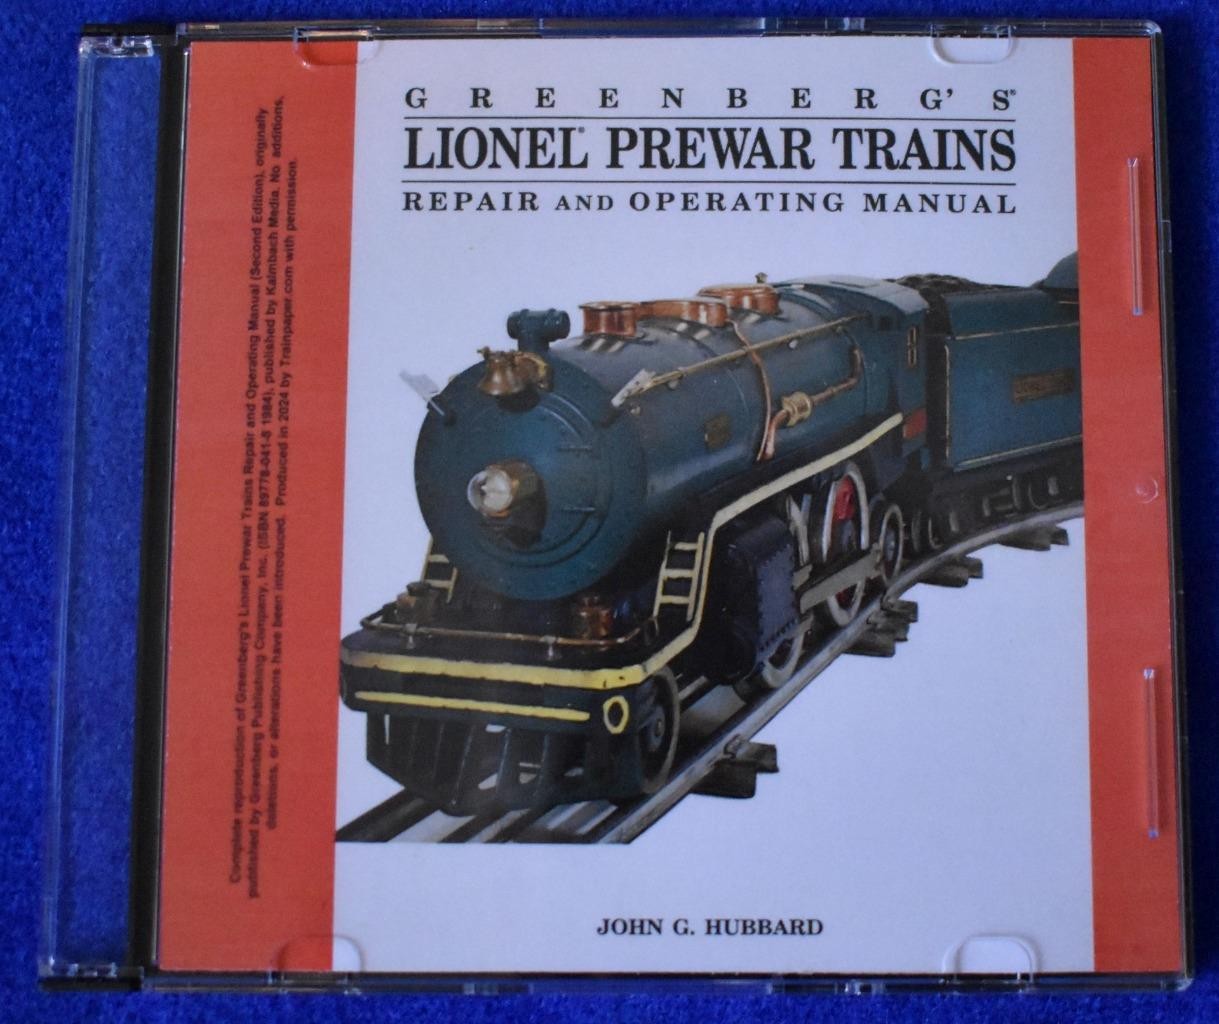 GREENBERG'S®
LIONEL® PREWAR TRAINS
REPAIR AND OPERATING MANUAL
JOHN G. HUBBARD
Complete reproduction of Greenberg's Lionel Prewar Trains Repair and Operating Manual (Second Edition), originally
published by Greenberg Publishing Company, Inc. (ISBN 89778-041-8 1984), published by Kalmbach Media. No additions,
deletions, or alterations have been introduced. Produced in 2024 by Trainpaper.com with permission.